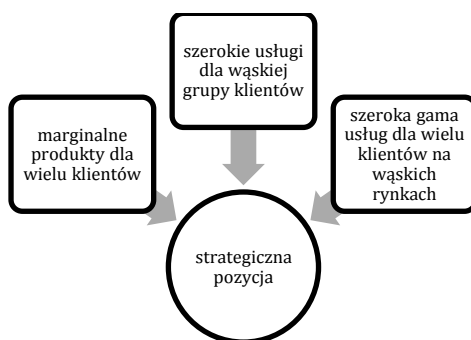 szerokie usługi
dla wąskiej
grupy klientów
marginalne
produkty dla
wielu klientów
szeroka gama
usług dla wielu
klientów na
wąskich
rynkach
strategiczna
pozycja